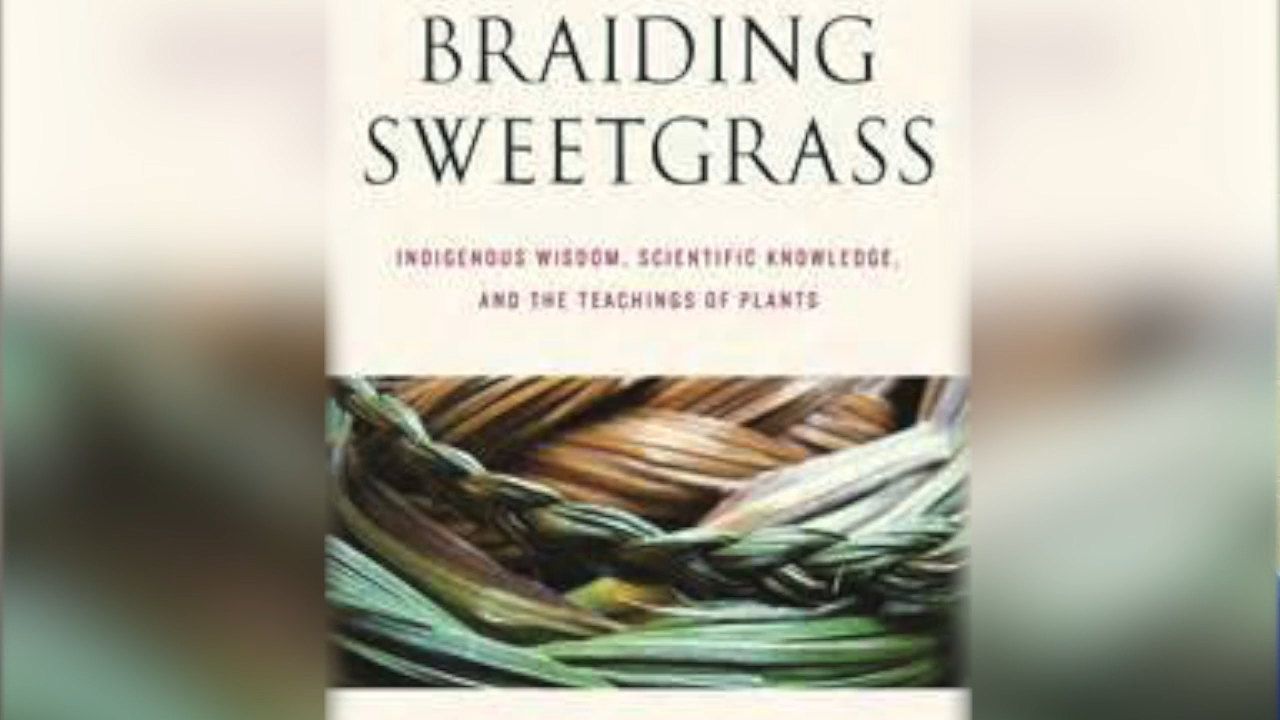 BRAIDING
SWEETGRASS
INDIGENOUS WISDOM, SCIENTIFIC KNOWLEDGE,
AND THE TEACHINGS OF PLANTS